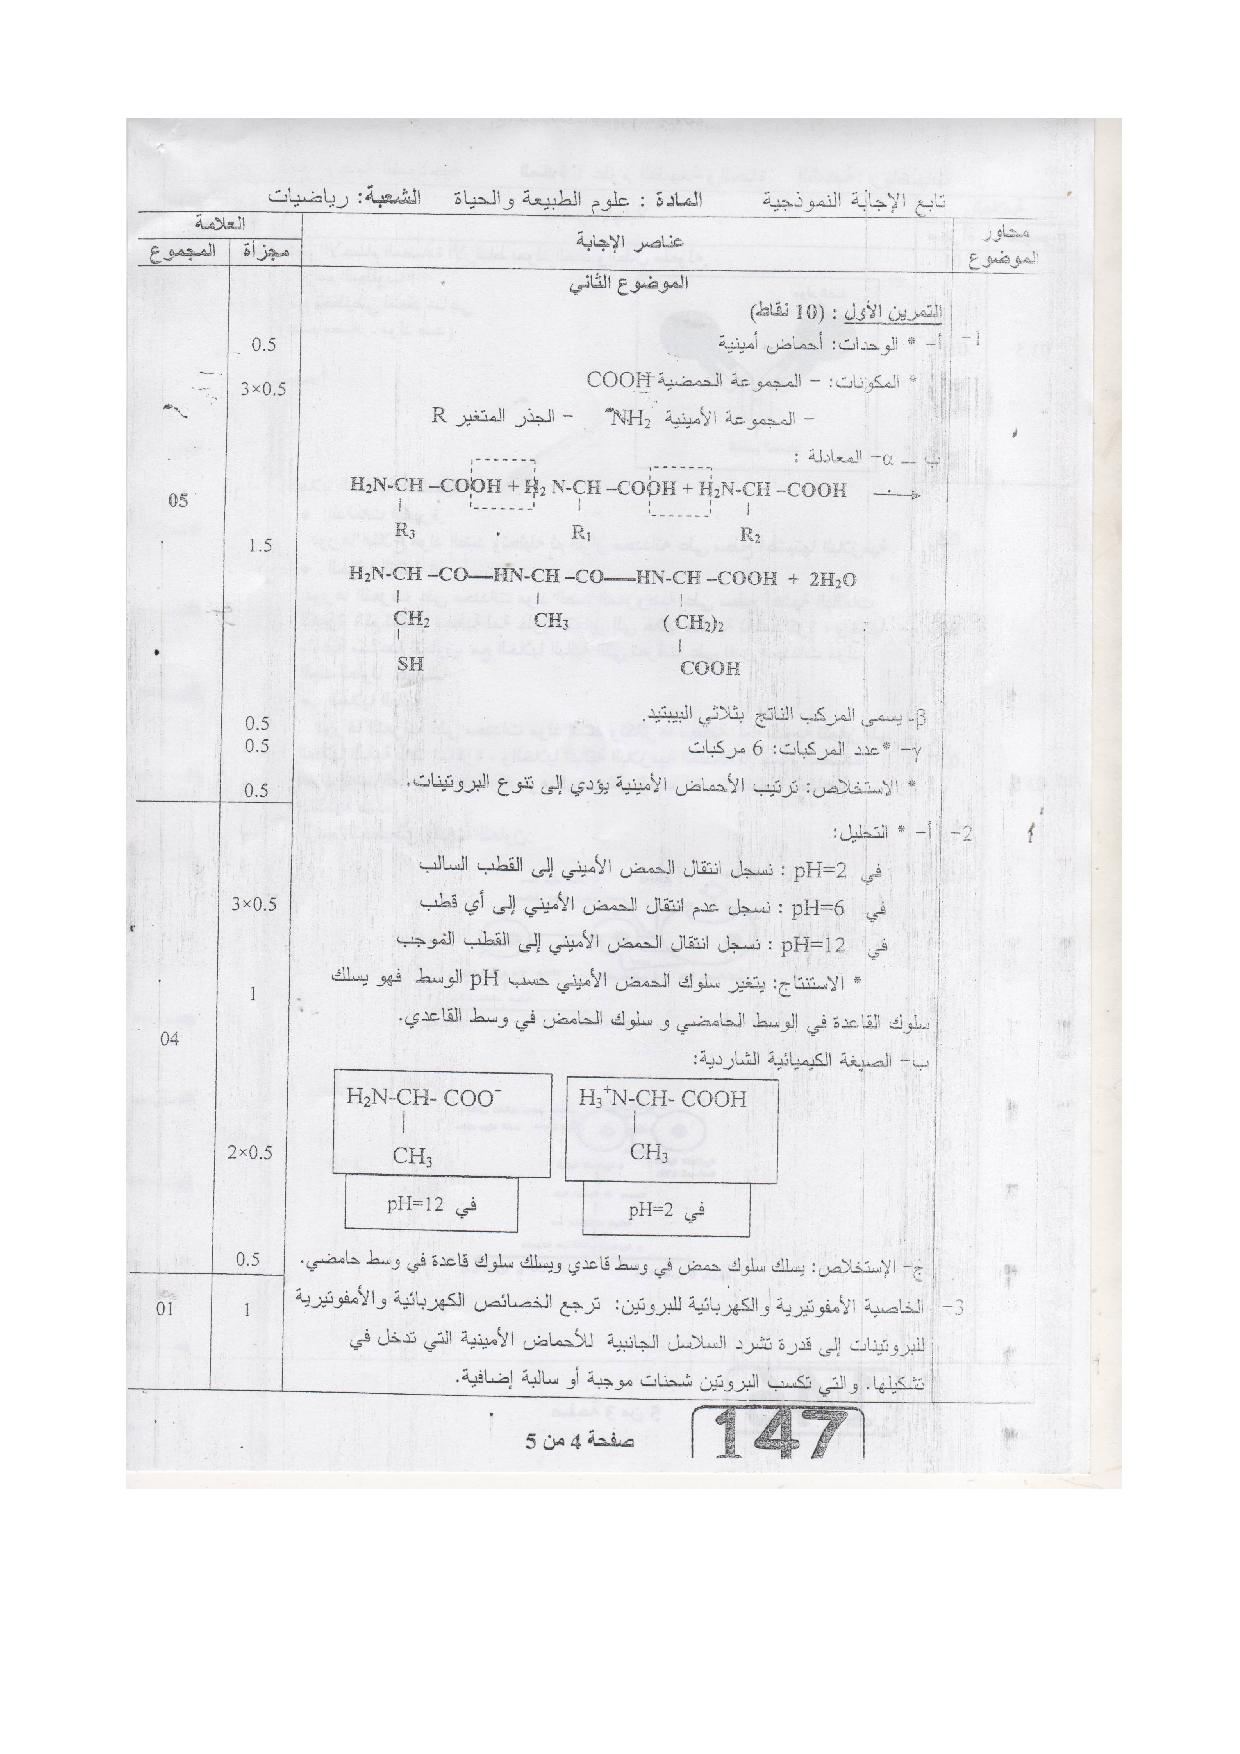 تابع الإجابة النموذجية المادة : علوم الطبيعة والحياة الشعبة: رياضيات
محاور الموضوع
عناصر الإجابة
العلامة
مجزأة المجموع
الموضوع الثاني
التمرين الأول : (10 نقاط)
1- أ- * الوحدات: أحماض أمينية 0.5
* المكونات: - المجموعة الحمضية COOH 3×0.5
- المجموعة الأمينية NH₂ - الجذر المتغير R
ب – α- المعادلة :
H₂N-CH –COOH + H₂ N-CH –COOH + H₂N-CH –COOH →
05
R₃ R₁ R₂
1.5
H₂N-CH –CO—HN-CH –CO—HN-CH –COOH + 2H₂O
CH₂ CH₃ ( CH₂)₂
SH COOH
β- يسمى المركب الناتج بثلاثي البيبتيد. 0.5
γ- *عدد المركبات: 6 مركبات 0.5
* الاستخلاص: ترتيب الأحماض الأمينية يؤدي إلى تنوع البروتينات. 0.5
2- أ- * التحليل:
في pH=2 : نسجل انتقال الحمض الأميني إلى القطب السالب
في pH=6 : نسجل عدم انتقال الحمض الأميني إلى أي قطب 3×0.5
في pH=12 : نسجل انتقال الحمض الأميني إلى القطب الموجب
* الاستنتاج: يتغير سلوك الحمض الأميني حسب pH الوسط فهو يسلك 1
سلوك القاعدة في الوسط الحامضي و سلوك الحامض في وسط القاعدي.
04
ب- الصيغة الكيميائية الشاردية:
H₂N-CH- COO⁻ H₃⁺N-CH- COOH
CH₃ CH₃ 2×0.5
في pH=12 في pH=2
ج- الإستخلاص: يسلك سلوك حمض في وسط قاعدي ويسلك سلوك قاعدة في وسط حامضي. 0.5
3- الخاصية الأمفوتيرية والكهربائية للبروتين: ترجع الخصائص الكهربائية والأمفوتيرية 1 01
للبروتينات إلى قدرة تشرد السلاسل الجانبية للأحماض الأمينية التي تدخل في
تشكيلها. والتي تكسب البروتين شحنات موجبة أو سالبة إضافية.
147
صفحة 4 من 5